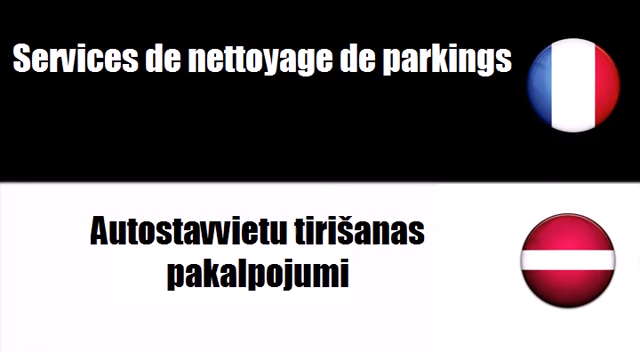 Services de nettoyage de parkings
Autostavvietu tirišanas
pakalpojumi